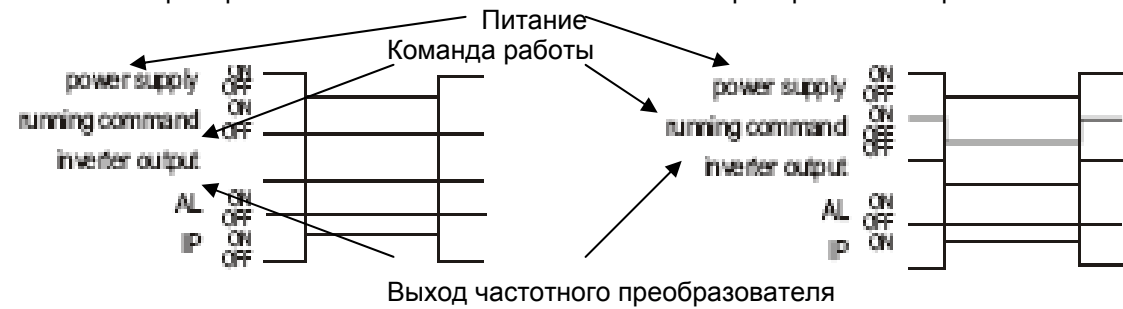 Питание
Команда работы
power supply ON OFF
running command ON OFF
inverter output
AL ON OFF
IP ON OFF
power supply ON OFF
running command ON OFF OFF
inverter output
AL ON OFF
IP ON
Выход частотного преобразователя